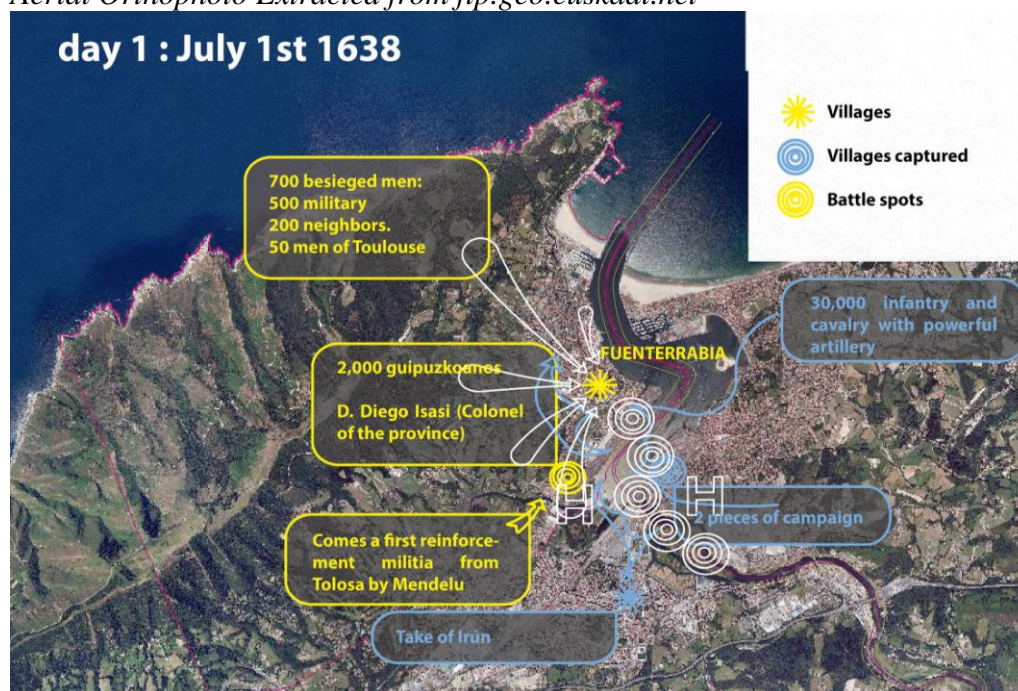 Aerial Orthophoto Extracted from ftp.geo.euskadi.net
day 1 : July 1st 1638
Villages
Villages captured
Battle spots
700 besieged men:
500 military
200 neighbors.
50 men of Toulouse
30,000 infantry and
cavalry with powerful
artillery
FUENTERRABIA
2,000 guipuzkoanos
D. Diego Isasi (Colonel
of the province)
2 pieces of campaign
Comes a first reinforce-
ment militia from
Tolosa by Mendelu
Take of Irún